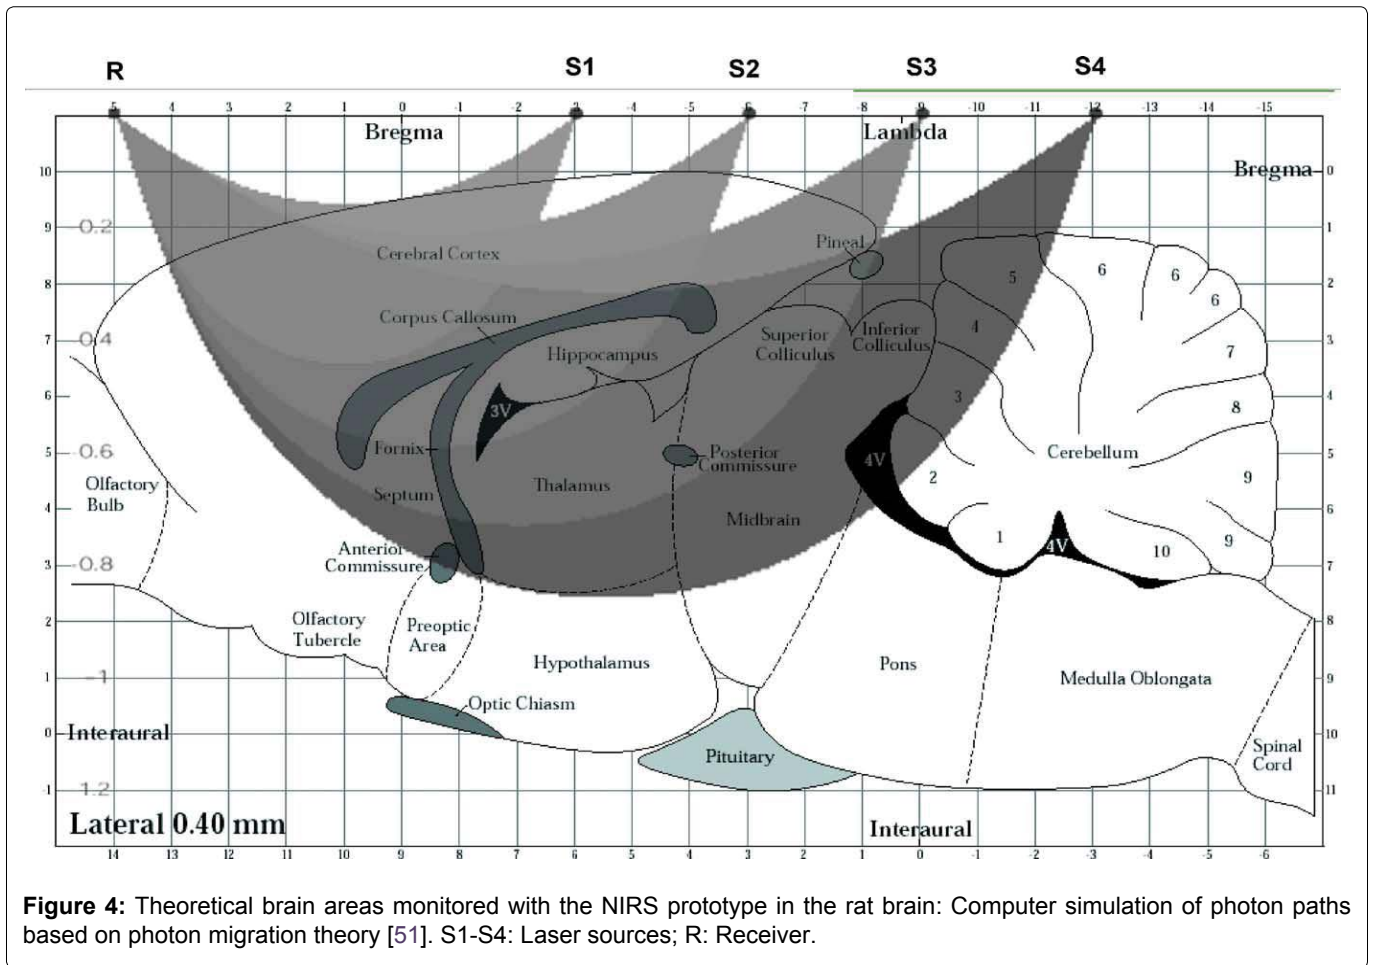 R S1 S2 S3 S4
5 4 3 2 1 0 -1 -2 -3 -4 -5 -6 -7 -8 -9 -10 -11 -12 -13 -14 -15
Bregma Lambda
10 Bregma 0
9 -0.2 1
Cerebral Cortex Pineal
8 5 6 6 6 2
Corpus Callosum
7 -0.4 Hippocampus Superior Colliculus Inferior Colliculus 4 7 3
6 3V 3 8 4
5 -0.6 Fornix Posterior Commissure 4V 2 Cerebellum 9 5
Olfactory Bulb Septum Thalamus
4 Midbrain 6
Anterior Commissure 1 4V 10 9
3 -0.8 7
2 Olfactory Tubercle Preoptic Area 8
Hypothalamus Pons Medulla Oblongata
1 -1 9
Optic Chiasm
0 Interaural 10
Pituitary Spinal Cord
-1 1.2 11
Lateral 0.40 mm Interaural
14 13 12 11 10 9 8 7 6 5 4 3 2 1 0 -1 -2 -3 -4 -5 -6
Figure 4: Theoretical brain areas monitored with the NIRS prototype in the rat brain: Computer simulation of photon paths
based on photon migration theory [51]. S1-S4: Laser sources; R: Receiver.